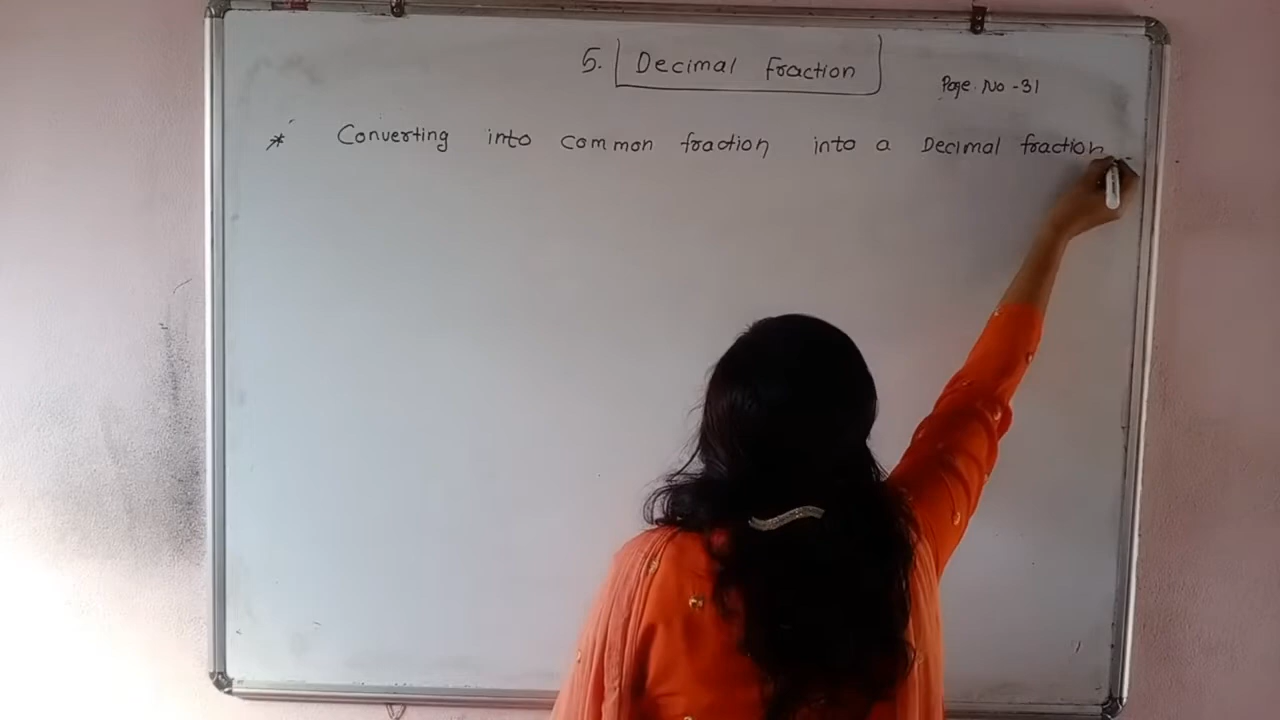 5. Decimal fraction
Page. No - 31
* Converting into common fraction into a Decimal fraction